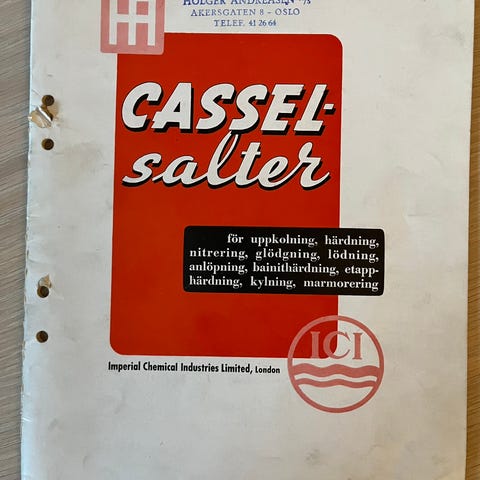 HOLGER ANDREASEN A/S
AKERSGATEN 8 - OSLO
TELEF. 41 26 64
CASSEL-
salter
för uppkolning, härdning,
nitrering, glödgning, lödning,
anlöpning, bainithärdning, etapp-
härdning, kylning, marmorering
ICI
Imperial Chemical Industries Limited, London